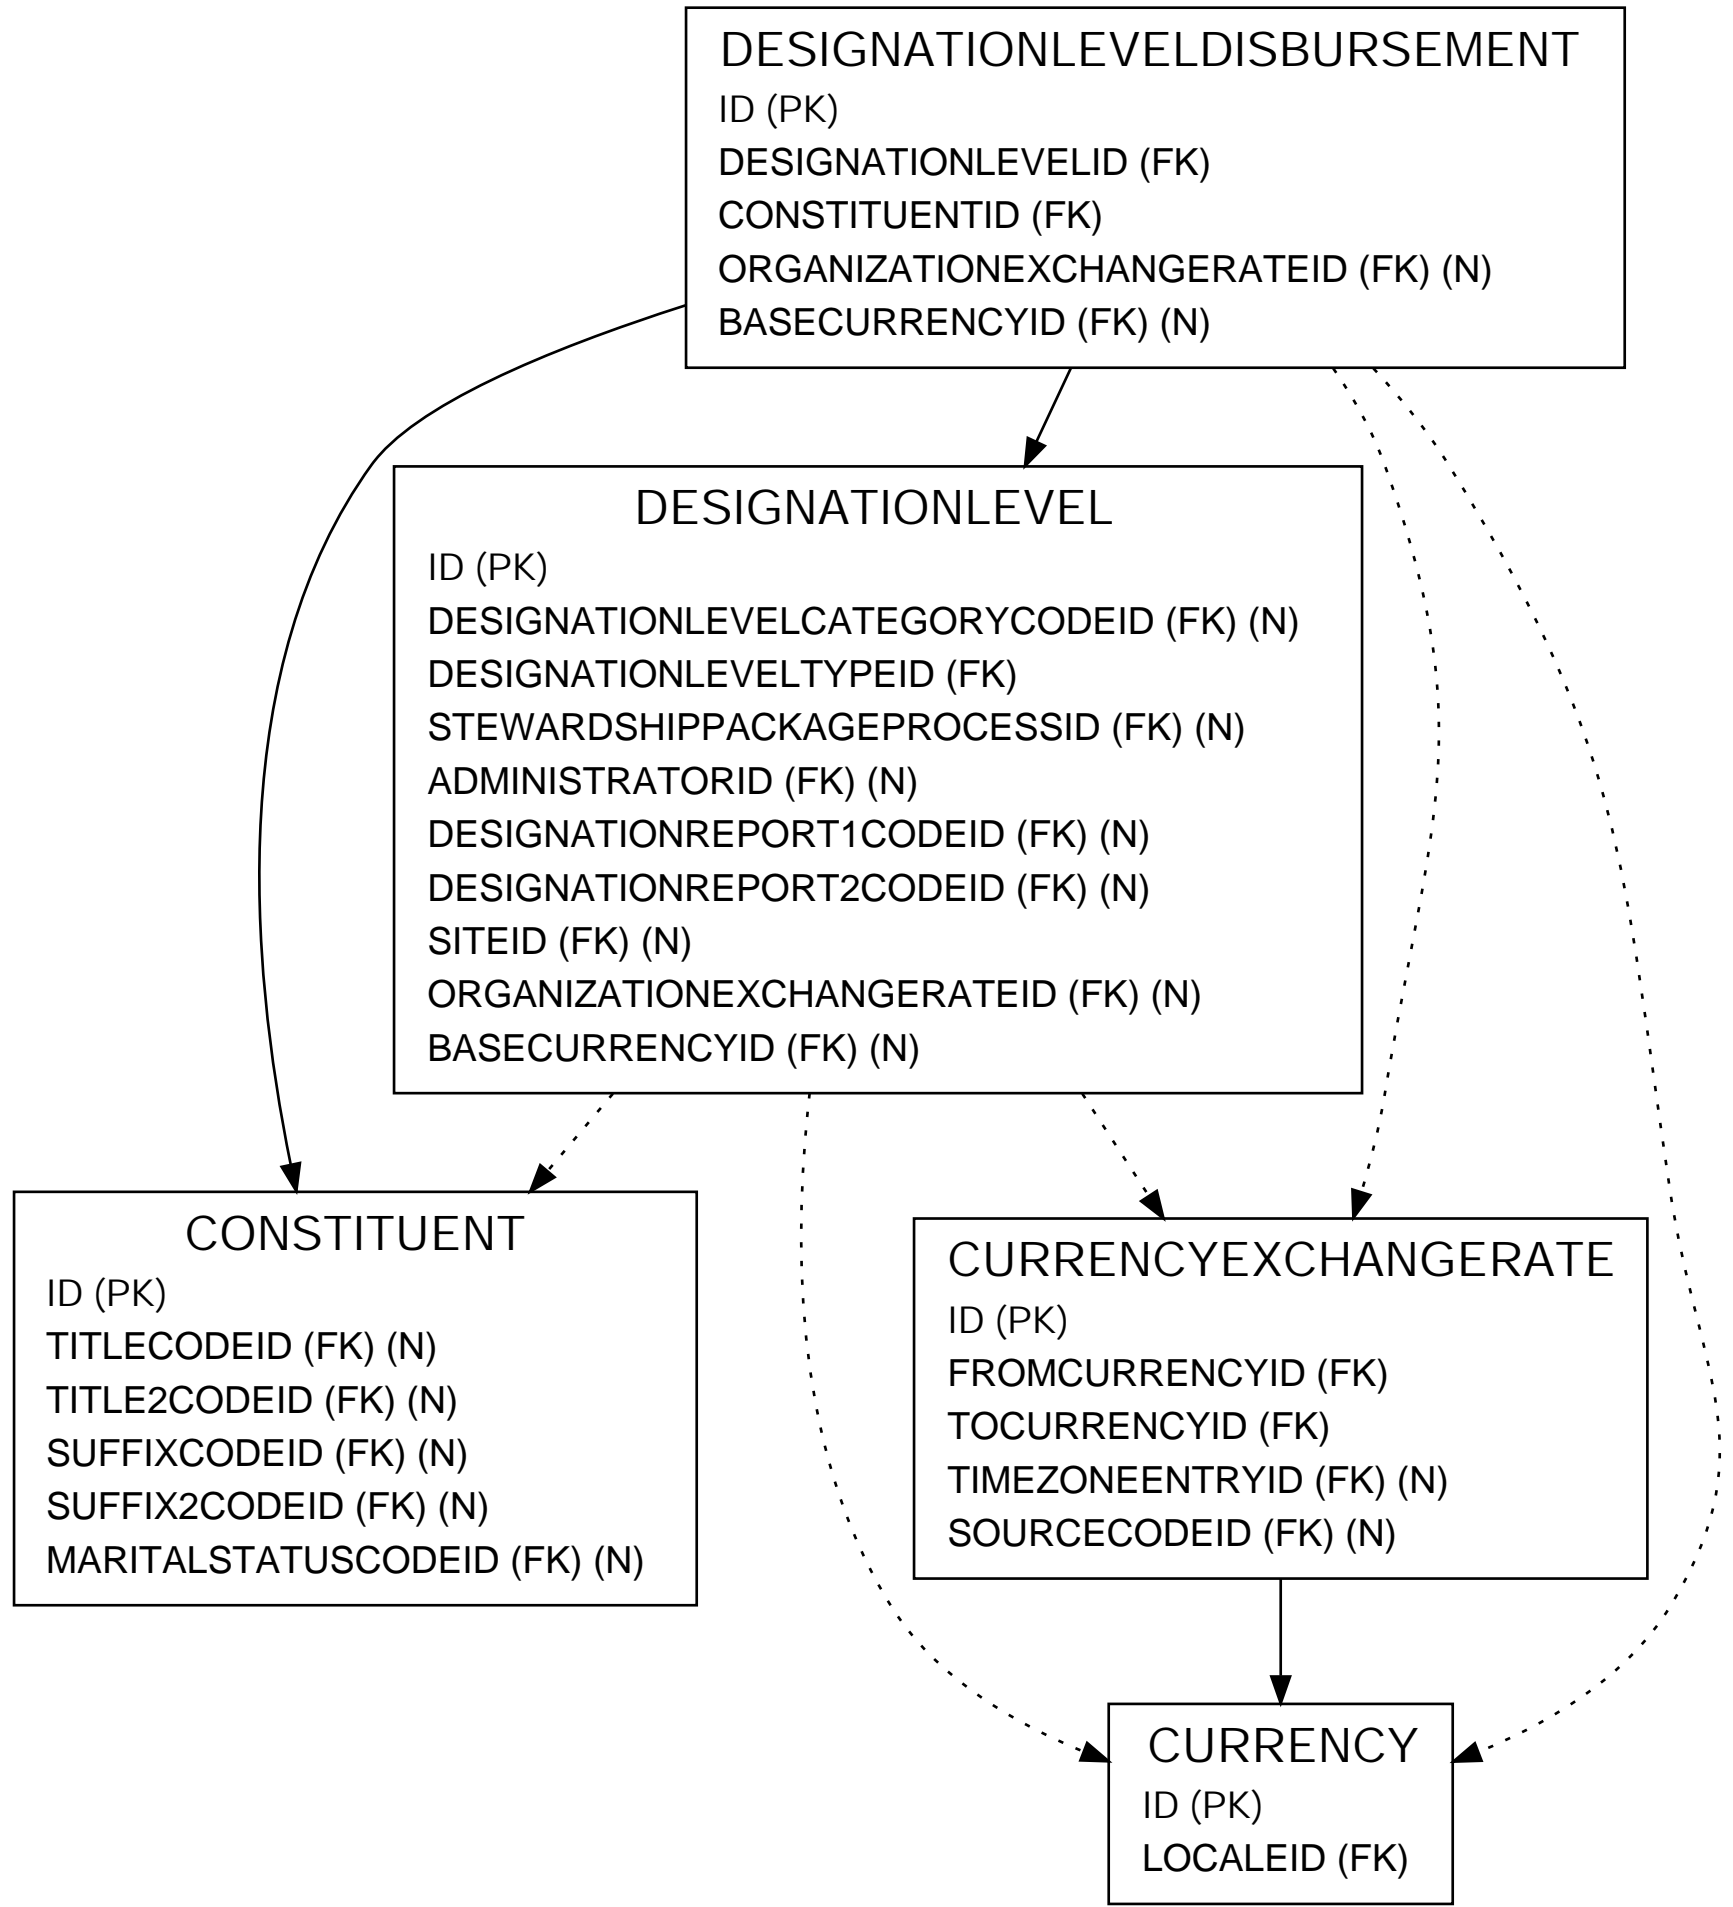 DESIGNATIONLEVELDISBURSEMENT
ID (PK)
DESIGNATIONLEVELID (FK)
CONSTITUENTID (FK)
ORGANIZATIONEXCHANGERATEID (FK) (N)
BASECURRENCYID (FK) (N)
DESIGNATIONLEVEL
ID (PK)
DESIGNATIONLEVELCATEGORYCODEID (FK) (N)
DESIGNATIONLEVELTYPEID (FK)
STEWARDSHIPPACKAGEPROCESSID (FK) (N)
ADMINISTRATORID (FK) (N)
DESIGNATIONREPORT1CODEID (FK) (N)
DESIGNATIONREPORT2CODEID (FK) (N)
SITEID (FK) (N)
ORGANIZATIONEXCHANGERATEID (FK) (N)
BASECURRENCYID (FK) (N)
CONSTITUENT
ID (PK)
TITLECODEID (FK) (N)
TITLE2CODEID (FK) (N)
SUFFIXCODEID (FK) (N)
SUFFIX2CODEID (FK) (N)
MARITALSTATUSCODEID (FK) (N)
CURRENCYEXCHANGERATE
ID (PK)
FROMCURRENCYID (FK)
TOCURRENCYID (FK)
TIMEZONEENTRYID (FK) (N)
SOURCECODEID (FK) (N)
CURRENCY
ID (PK)
LOCALEID (FK)